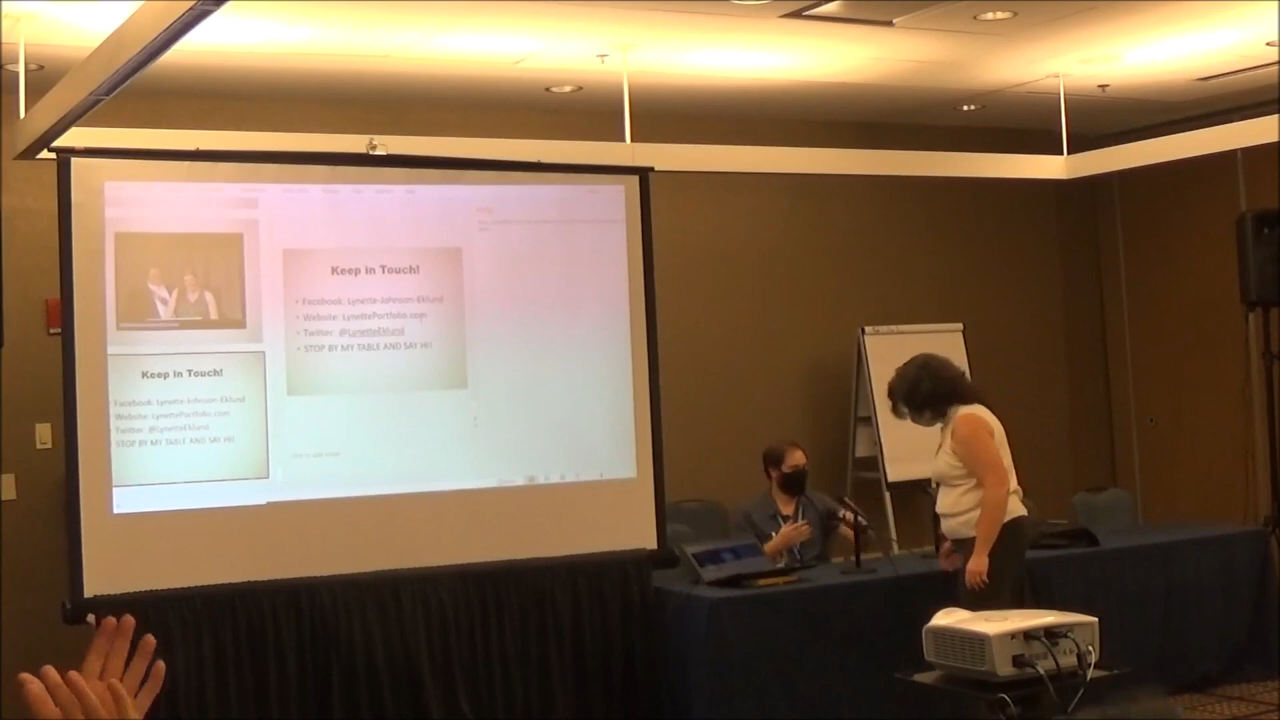 Keep in Touch!
• Facebook: Lynette-Johnson-Eklund
• Website: LynettePortfolio.com
• Twitter: @LynetteEklund
• STOP BY MY TABLE AND SAY HI!
Keep in Touch!
Facebook: Lynette-Johnson-Eklund
Website: LynettePortfolio.com
Twitter: @LynetteEklund
STOP BY MY TABLE AND SAY HI!